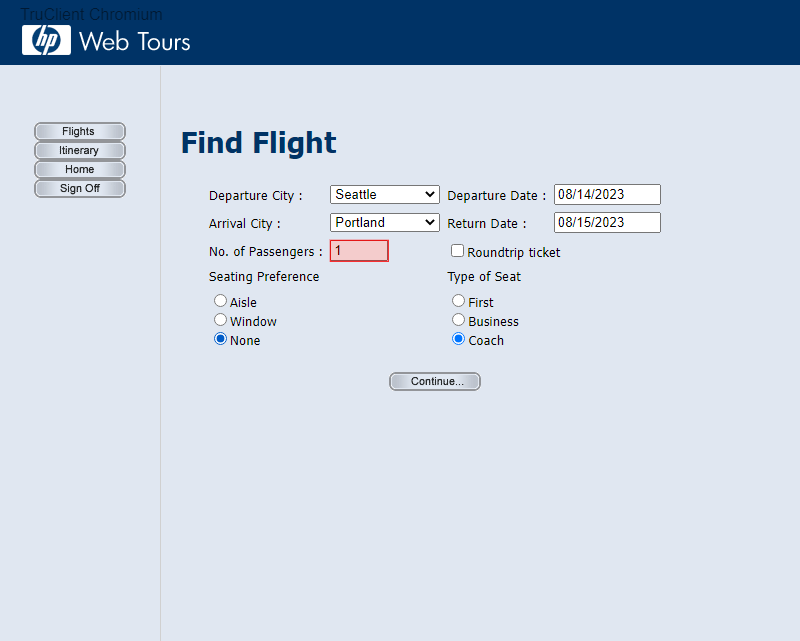 TruClient Chromium
hp Web Tours
Flights
Itinerary
Home
Sign Off
Find Flight
Departure City : Seattle Departure Date : 08/14/2023
Arrival City : Portland Return Date : 08/15/2023
No. of Passengers : 1 Roundtrip ticket
Seating Preference Type of Seat
Aisle First
Window Business
None Coach
Continue...